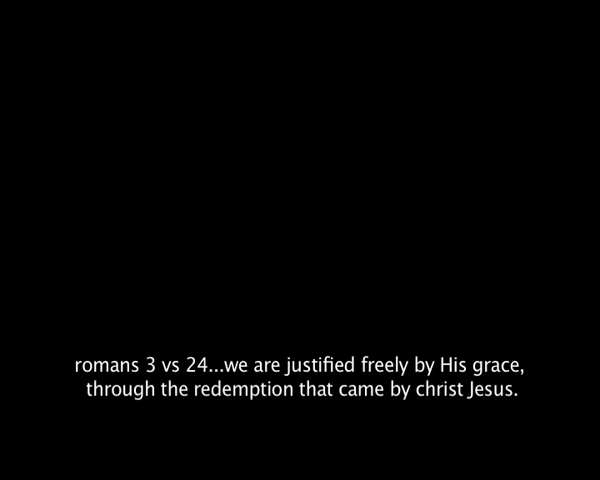 romans 3 vs 24...we are justified freely by His grace,
through the redemption that came by christ Jesus.